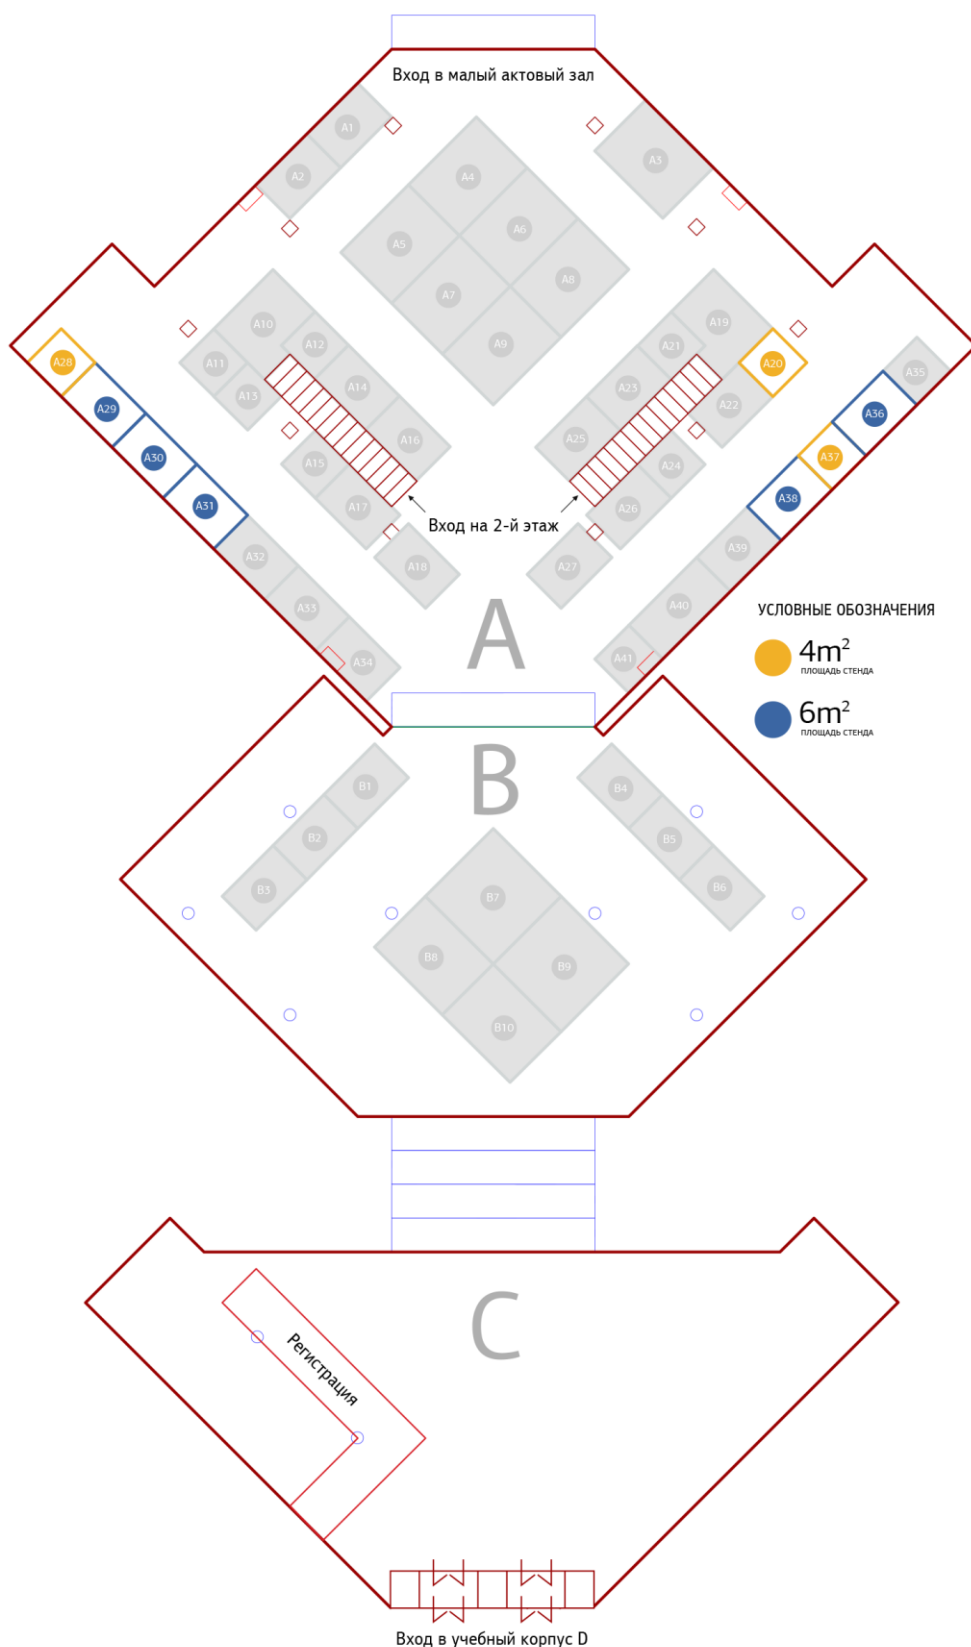 Вход в малый актовый зал
A1
A2
A3
A4
A5
A6
A7
A8
A9
A10
A11
A12
A13
A14
A15
A16
A17
A18
A19
A20
A21
A22
A23
A24
A25
A26
A27
A28
A29
A30
A31
A32
A33
A34
A35
A36
A37
A38
A39
A40
A41
Вход на 2-й этаж
A
УСЛОВНЫЕ ОБОЗНАЧЕНИЯ
4m²
ПЛОЩАДЬ СТЕНДА
6m²
ПЛОЩАДЬ СТЕНДА
B
B1
B2
B3
B4
B5
B6
B7
B8
B9
B10
C
Регистрация
Вход в учебный корпус D